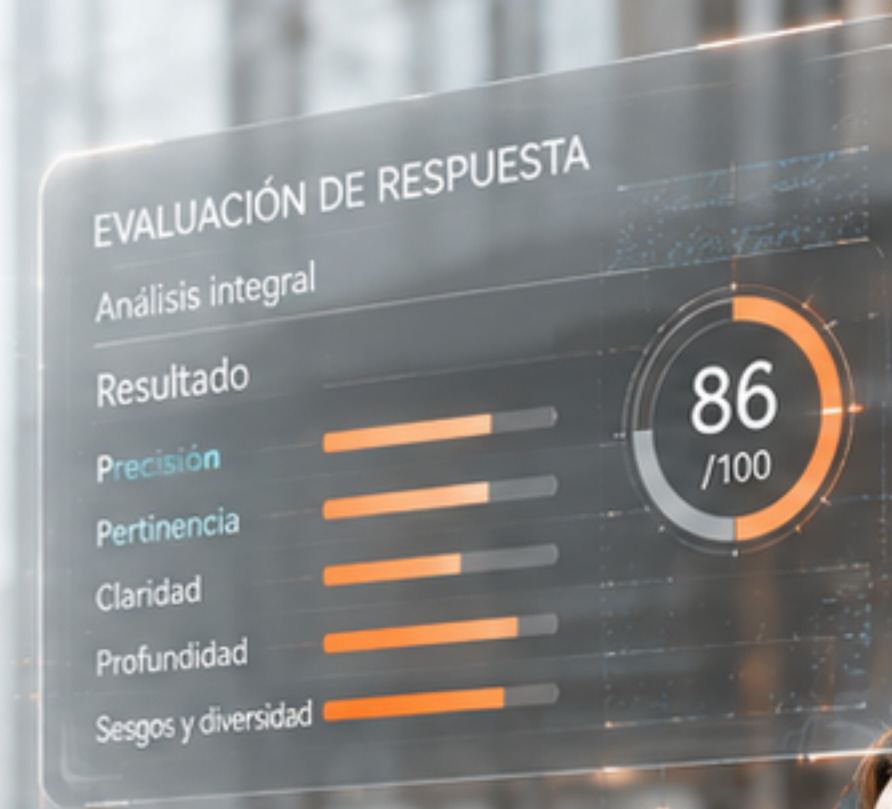 EVALUACIÓN DE RESPUESTA
Análisis integral
Resultado
Precisión
Pertinencia
Claridad
Profundidad
Sesgos y diversidad
86
/100